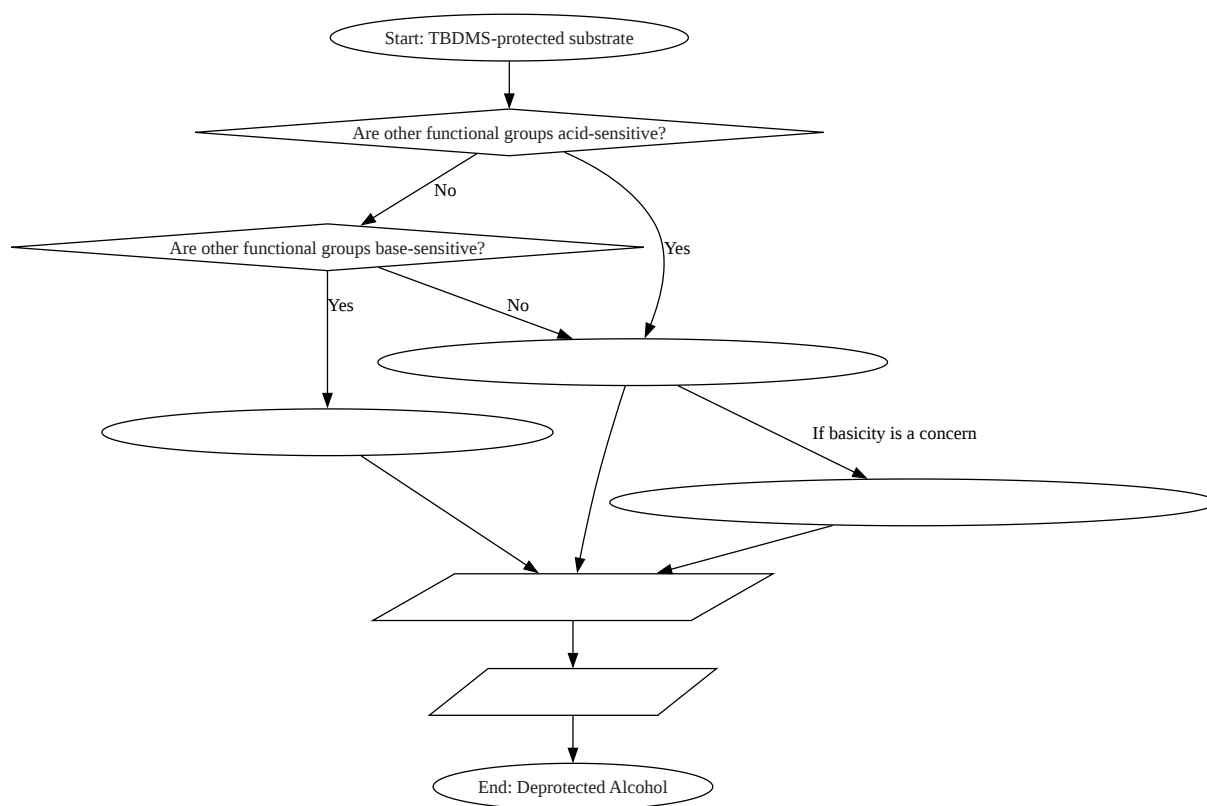 Start: TBDMS-protected substrate
Are other functional groups acid-sensitive?
No
Are other functional groups base-sensitive?
Yes
Yes
No
If basicity is a concern
End: Deprotected Alcohol